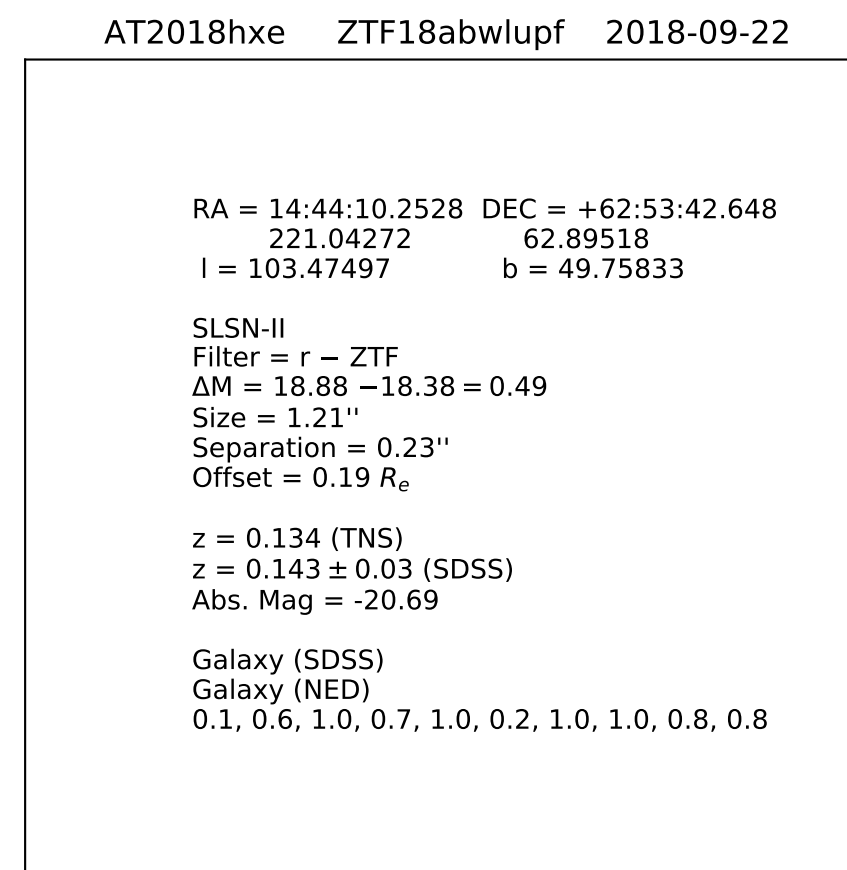 AT2018hxe ZTF18abwlupf 2018-09-22
RA = 14:44:10.2528 DEC = +62:53:42.648
221.04272 62.89518
l = 103.47497 b = 49.75833
SLSN-II
Filter = r − ZTF
ΔM = 18.88 −18.38 = 0.49
Size = 1.21''
Separation = 0.23''
Offset = 0.19 Re
z = 0.134 (TNS)
z = 0.143 ± 0.03 (SDSS)
Abs. Mag = -20.69
Galaxy (SDSS)
Galaxy (NED)
0.1, 0.6, 1.0, 0.7, 1.0, 0.2, 1.0, 1.0, 0.8, 0.8